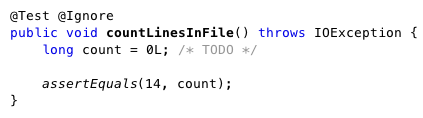 @Test @Ignore
public void countLinesInFile() throws IOException {
    long count = 0L; /* TODO */

    assertEquals(14, count);
}